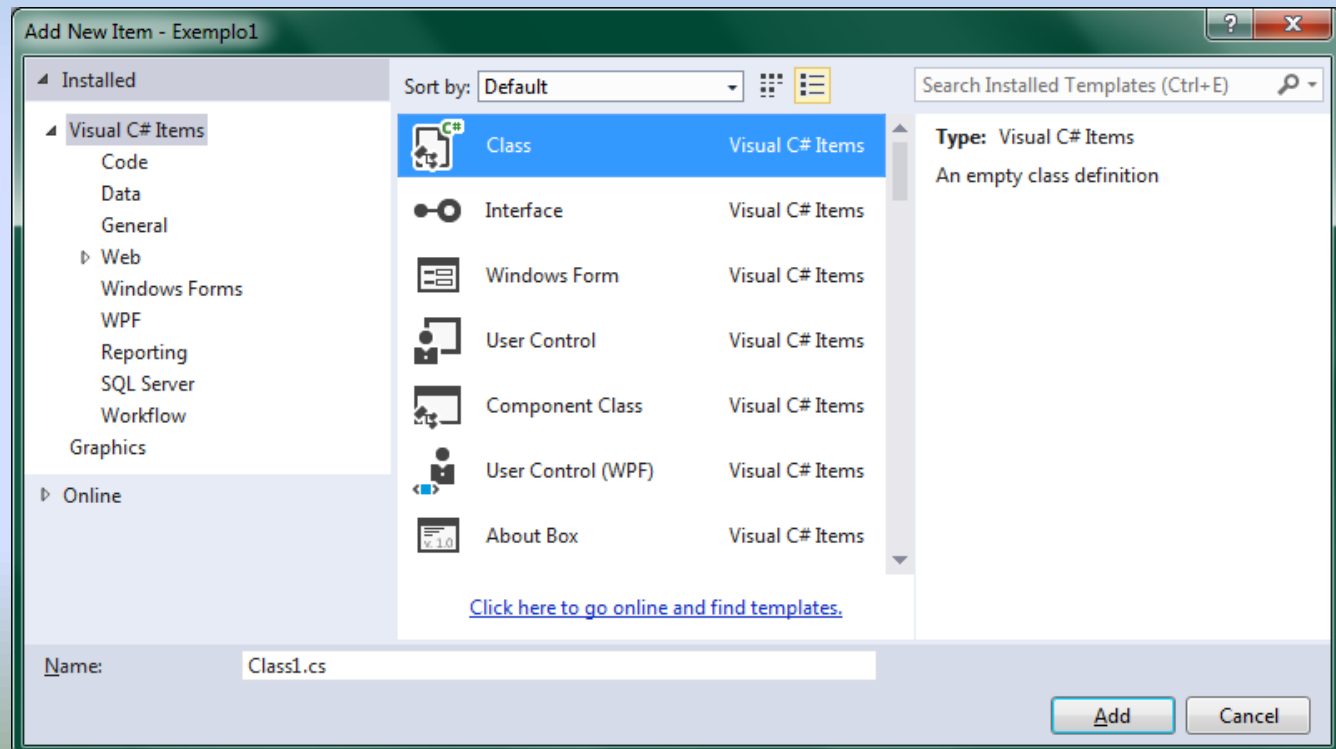 Add New Item - Exemplo1
? X
Installed
Sort by: Default
Search Installed Templates (Ctrl+E)
Visual C# Items
Code
Data
General
Web
Windows Forms
WPF
Reporting
SQL Server
Workflow
Graphics
Online
C#
Class Visual C# Items
Interface Visual C# Items
Windows Form Visual C# Items
User Control Visual C# Items
Component Class Visual C# Items
User Control (WPF) Visual C# Items
v. 1.0
About Box Visual C# Items
Click here to go online and find templates.
Type: Visual C# Items
An empty class definition
Name: Class1.cs
Add Cancel